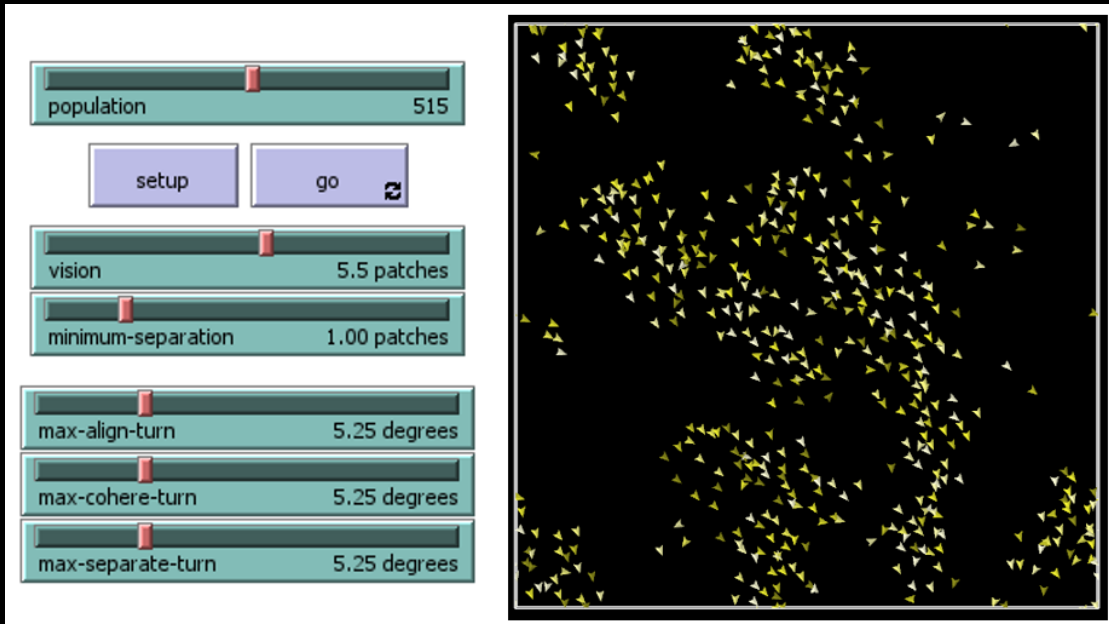 population 515
setup go
vision 5.5 patches
minimum-separation 1.00 patches
max-align-turn 5.25 degrees
max-cohere-turn 5.25 degrees
max-separate-turn 5.25 degrees